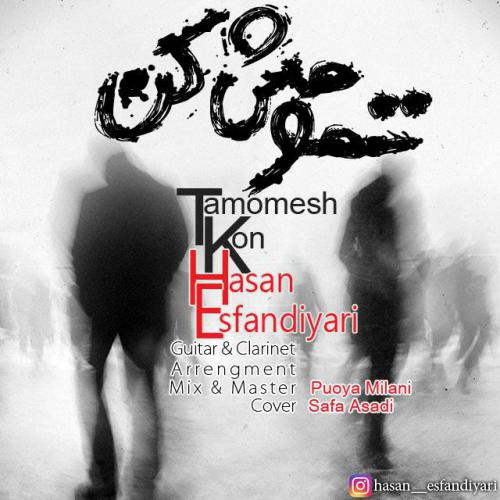 تمومش کن
Tamomesh
Kon
Hasan
Esfandiyari
Guitar & Clarinet
Arrengment
Mix & Master Puoya Milani
Cover Safa Asadi
hasan__esfandiyari